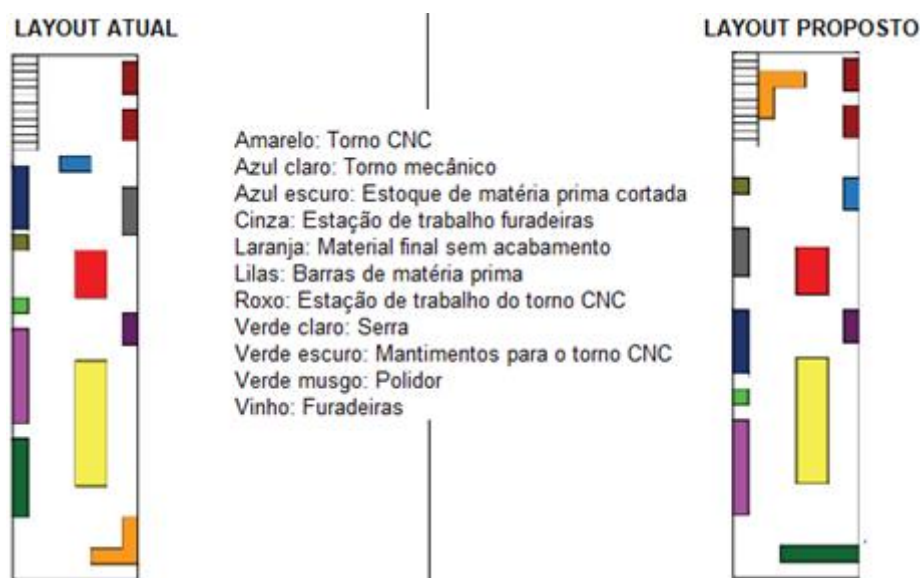 LAYOUT ATUAL
LAYOUT PROPOSTO
Amarelo: Torno CNC
Azul claro: Torno mecânico
Azul escuro: Estoque de matéria prima cortada
Cinza: Estação de trabalho furadeiras
Laranja: Material final sem acabamento
Lilas: Barras de matéria prima
Roxo: Estação de trabalho do torno CNC
Verde claro: Serra
Verde escuro: Mantimentos para o torno CNC
Verde musgo: Polidor
Vinho: Furadeiras